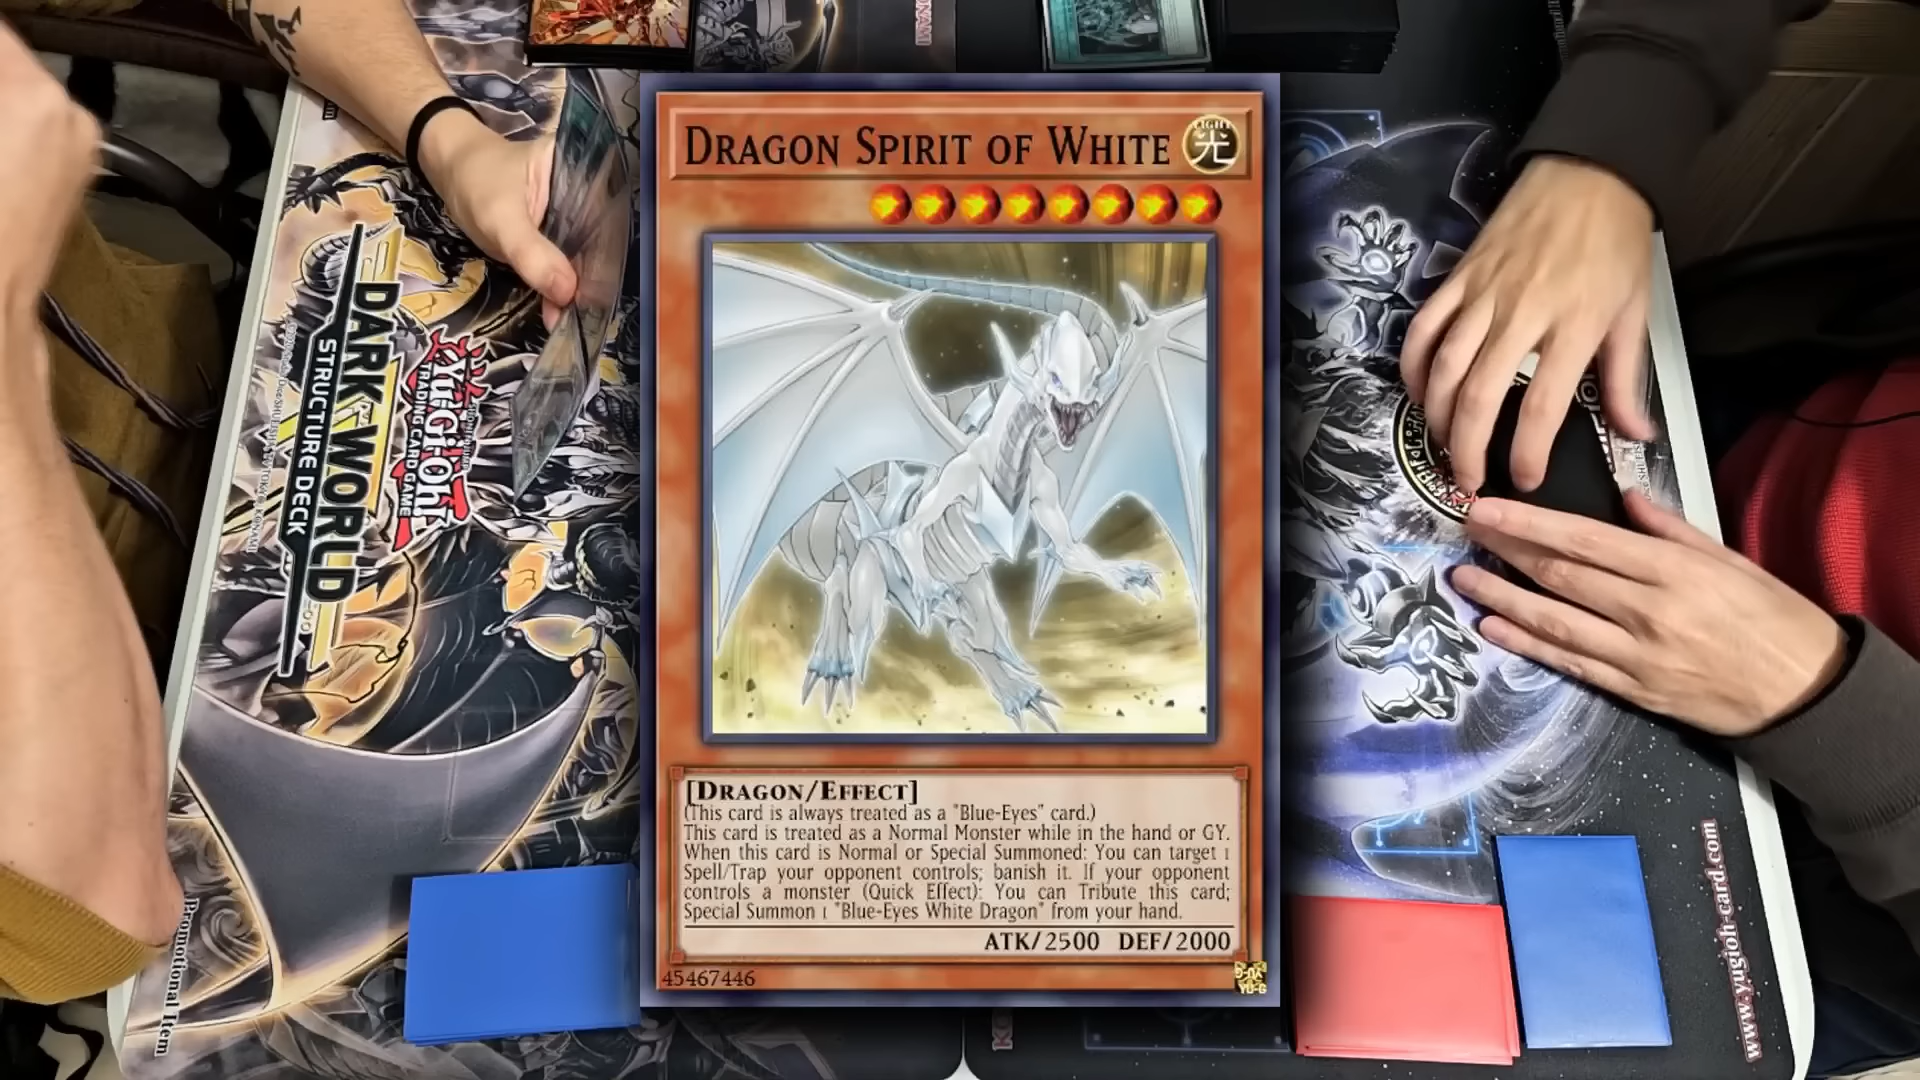 KONAMI
DRAGON SPIRIT OF WHITE
LIGHT
光
[DRAGON/EFFECT]
(This card is always treated as a "Blue-Eyes" card.)
This card is treated as a Normal Monster while in the hand or GY.
When this card is Normal or Special Summoned: You can target 1
Spell/Trap your opponent controls; banish it. If your opponent
controls a monster (Quick Effect): You can Tribute this card;
Special Summon 1 "Blue-Eyes White Dragon" from your hand.
ATK/2500 DEF/2000
45467446
DARK WORLD
STRUCTURE DECK
Yu-Gi-Oh!
TRADING CARD GAME
Promotional Item
www.yugioh-card.com